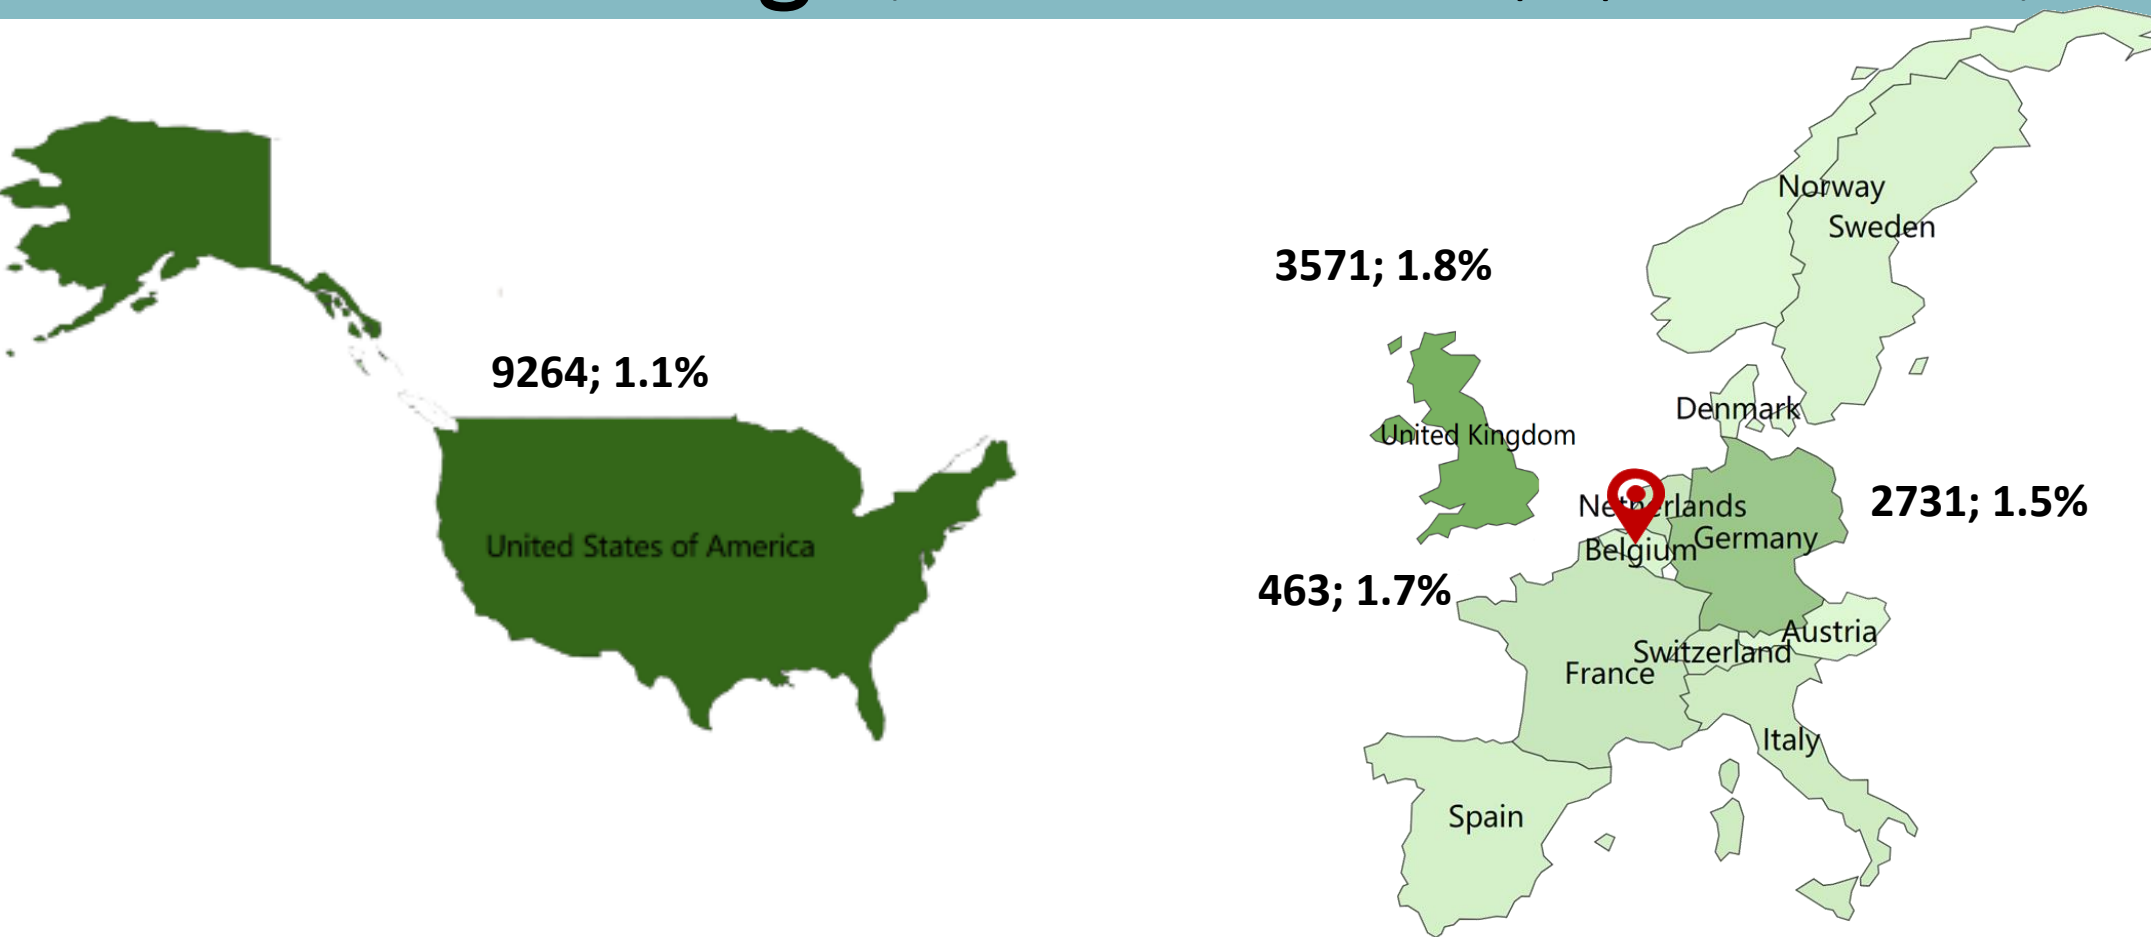 9264; 1.1%
United States of America
Norway
Sweden
3571; 1.8%
Denmark
United Kingdom
Netherlands
2731; 1.5%
Germany
Belgium
463; 1.7%
Austria
Switzerland
France
Italy
Spain